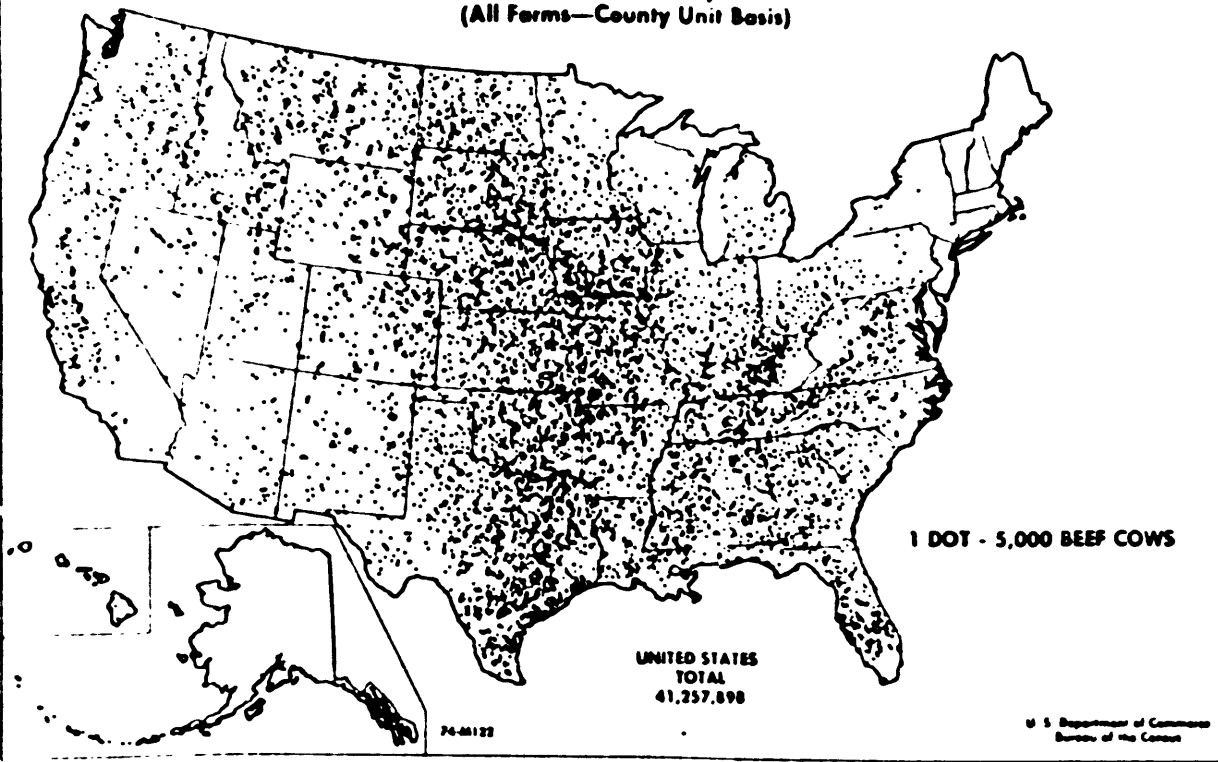 (All Farms—County Unit Basis)
1 DOT - 5,000 BEEF COWS
UNITED STATES
TOTAL
41,257,898
74-M122
U S Department of Commerce
Bureau of the Census